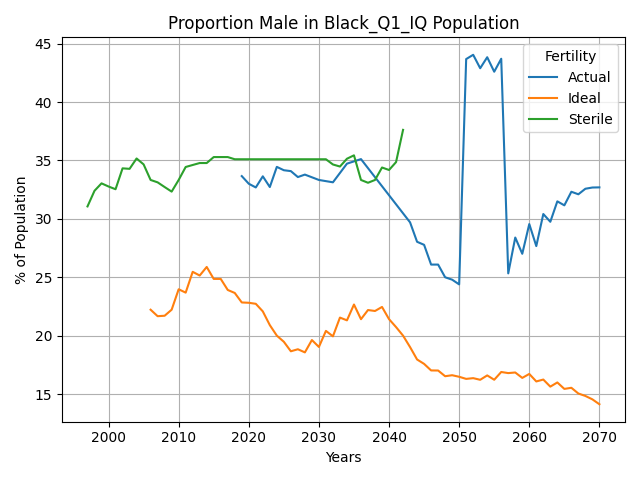 Proportion Male in Black_Q1_IQ Population
45
40
35
30
25
20
15
% of Population
Fertility
Actual
Ideal
Sterile
2000 2010 2020 2030 2040 2050 2060 2070
Years